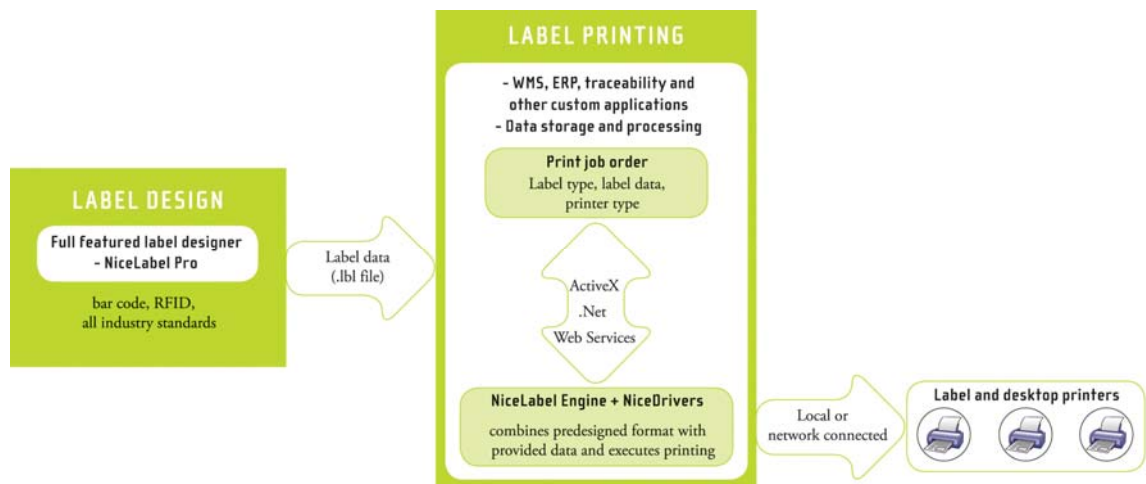 LABEL DESIGN
Full featured label designer
- NiceLabel Pro
bar code, RFID,
all industry standards
Label data
(.lbl file)
LABEL PRINTING
- WMS, ERP, traceability and
other custom applications
- Data storage and processing
Print job order
Label type, label data,
printer type
ActiveX
.Net
Web Services
NiceLabel Engine + NiceDrivers
combines predesigned format with
provided data and executes printing
Local or
network connected
Label and desktop printers